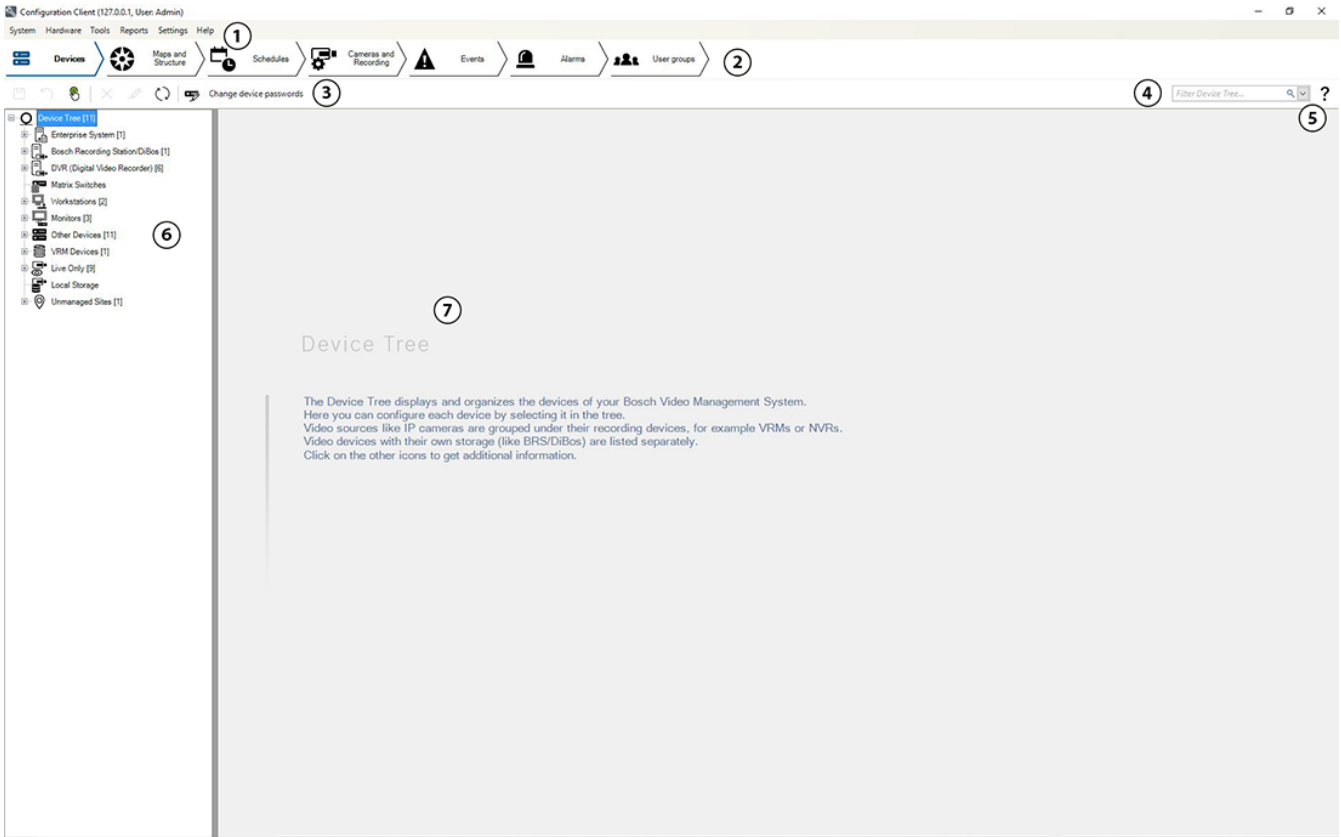 Configuration Client (127.0.0.1, User: Admin)
System Hardware Tools Reports Settings Help
1
Devices
Maps and
Structure
Schedules
Cameras and
Recording
Events
Alarms
User groups
2
Change device passwords
3
4
Filter Device Tree...
?
5
Device Tree [11]
Enterprise System [1]
Bosch Recording Station/DiBos [1]
DVR (Digital Video Recorder) [6]
Matrix Switches
Workstations [2]
Monitors [3]
Other Devices [11]
6
VRM Devices [1]
Live Only [9]
Local Storage
Unmanaged Sites [1]
7
Device Tree
The Device Tree displays and organizes the devices of your Bosch Video Management System.
Here you can configure each device by selecting it in the tree.
Video sources like IP cameras are grouped under their recording devices, for example VRMs or NVRs.
Video devices with their own storage (like BRS/DiBos) are listed separately.
Click on the other icons to get additional information.